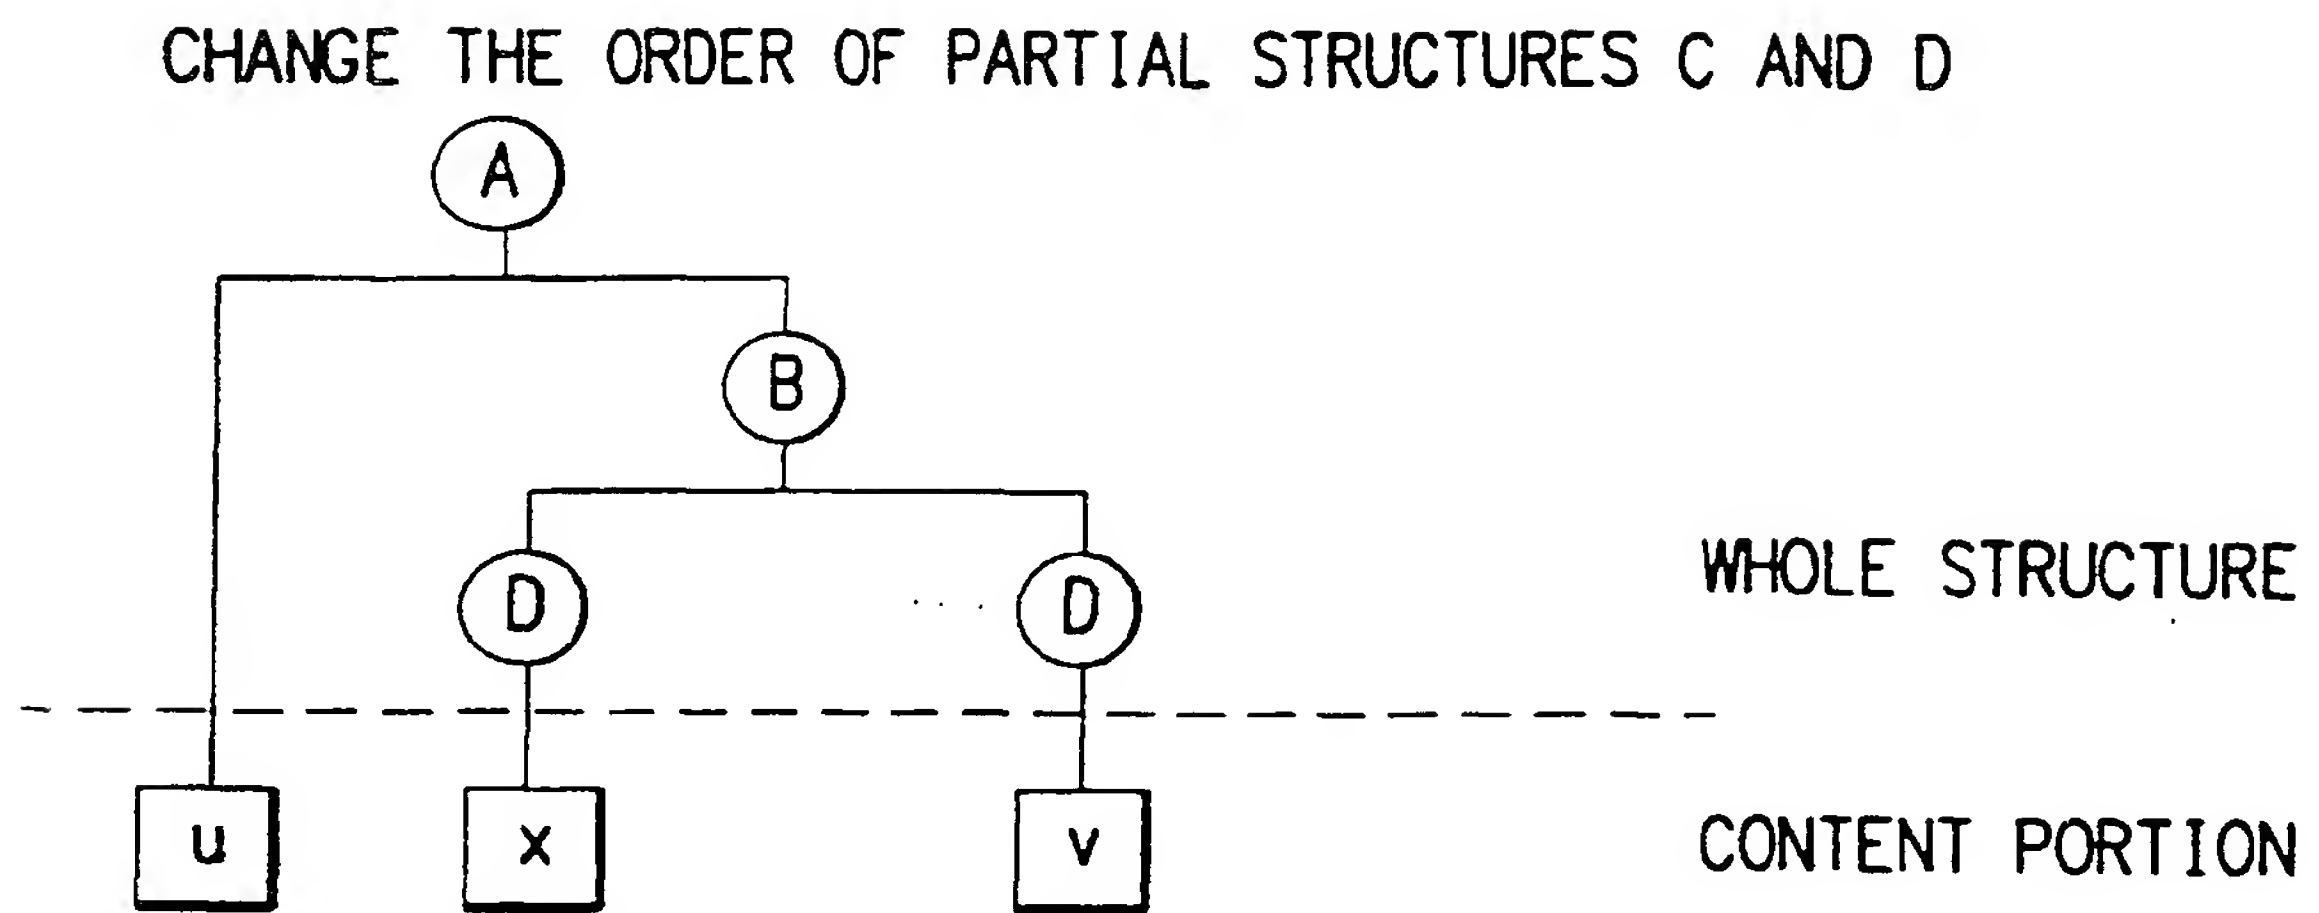 CHANGE THE ORDER OF PARTIAL STRUCTURES C AND D
A
B
D D
WHOLE STRUCTURE
u x v
CONTENT PORTION